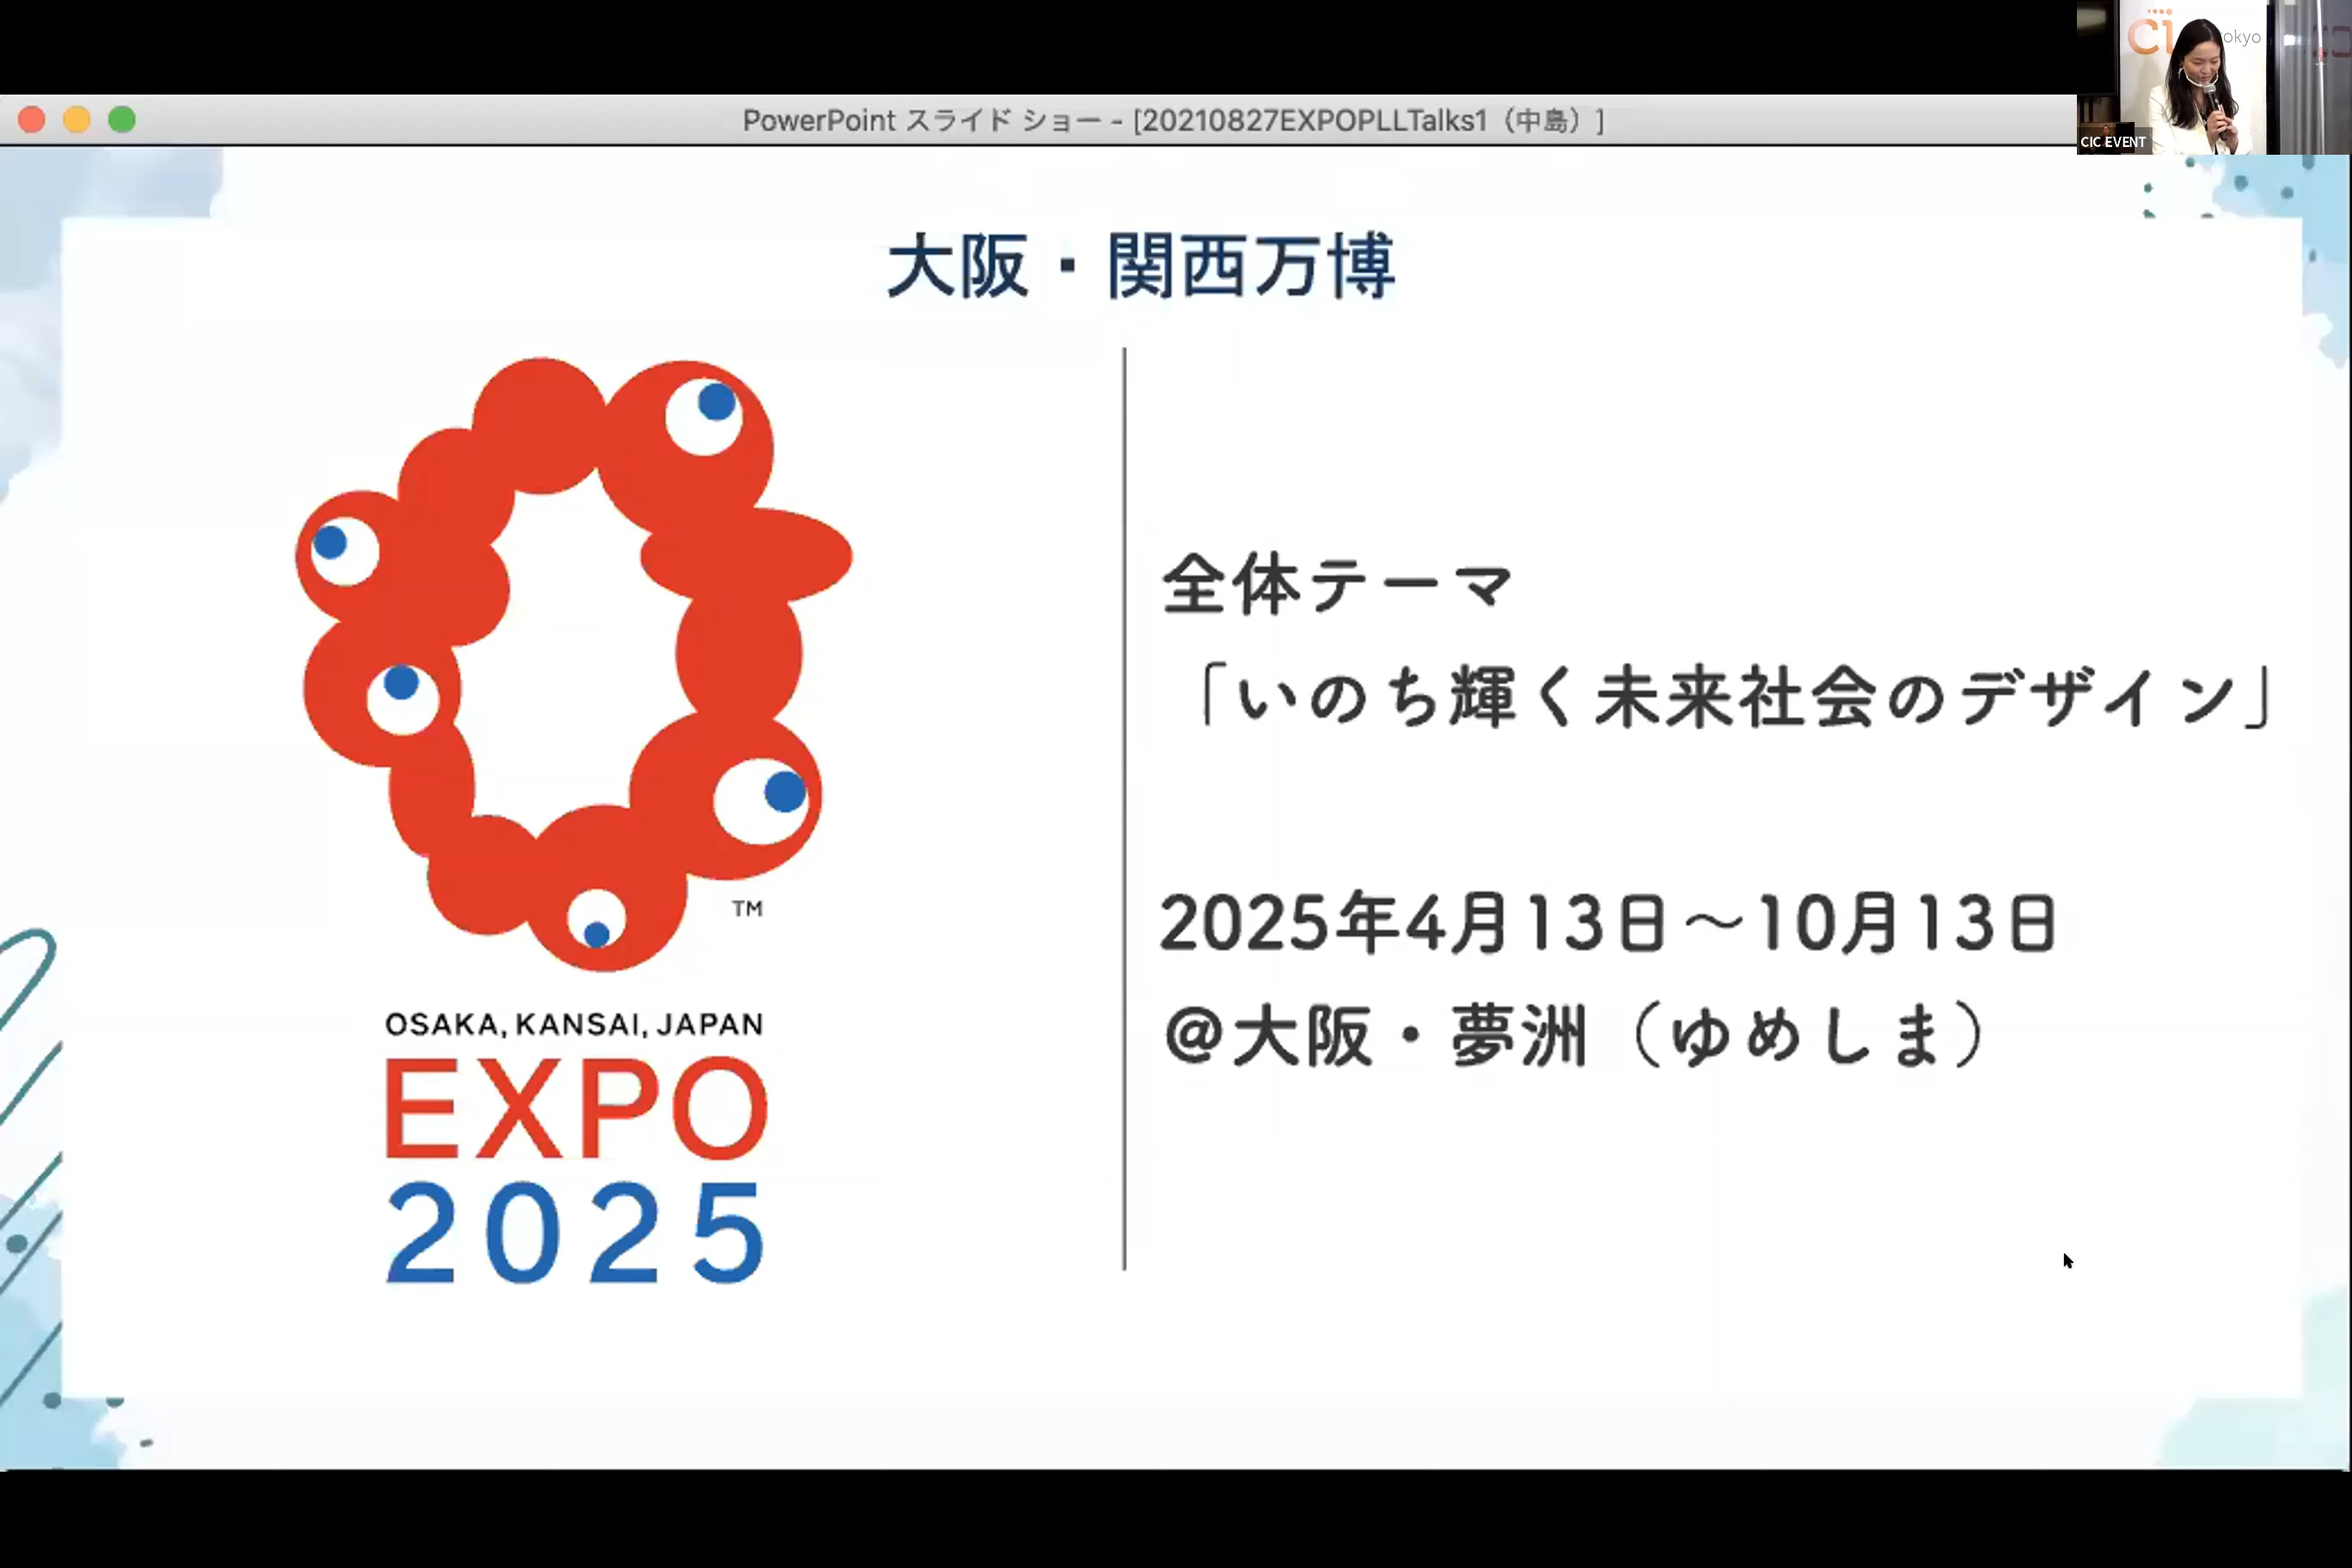 PowerPoint スライド ショー - [20210827EXPOPLLTalks1（中島）]
CIC EVENT
大阪・関西万博
全体テーマ
「いのち輝く未来社会のデザイン」
2025年4月13日～10月13日
@大阪・夢洲（ゆめしま）
TM
OSAKA, KANSAI, JAPAN
EXPO
2025